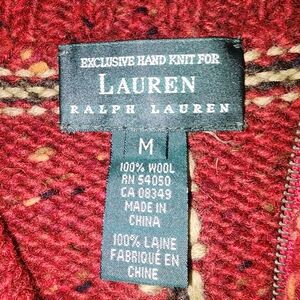 EXCLUSIVE HAND KNIT FOR
LAUREN
RALPH LAUREN
M
100% WOOL
RN 54050
CA 08349
MADE IN
CHINA
100% LAINE
FABRIQUÉ EN
CHINE